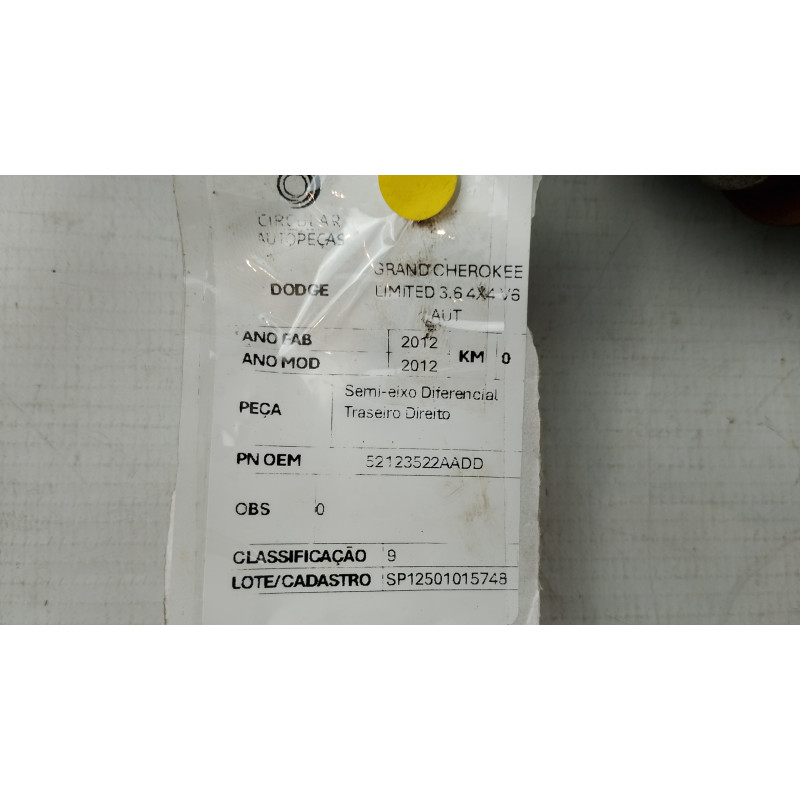 CIRCULAR
AUTOPEÇAS
DODGE GRAND CHEROKEE LIMITED 3.6 4X4 V6 AUT
ANO FAB 2012
ANO MOD 2012
KM 0
PEÇA Semi-eixo Diferencial
Traseiro Direito
PN OEM 52123522AADD
OBS 0
CLASSIFICAÇÃO 9
LOTE/CADASTRO SP12501015748